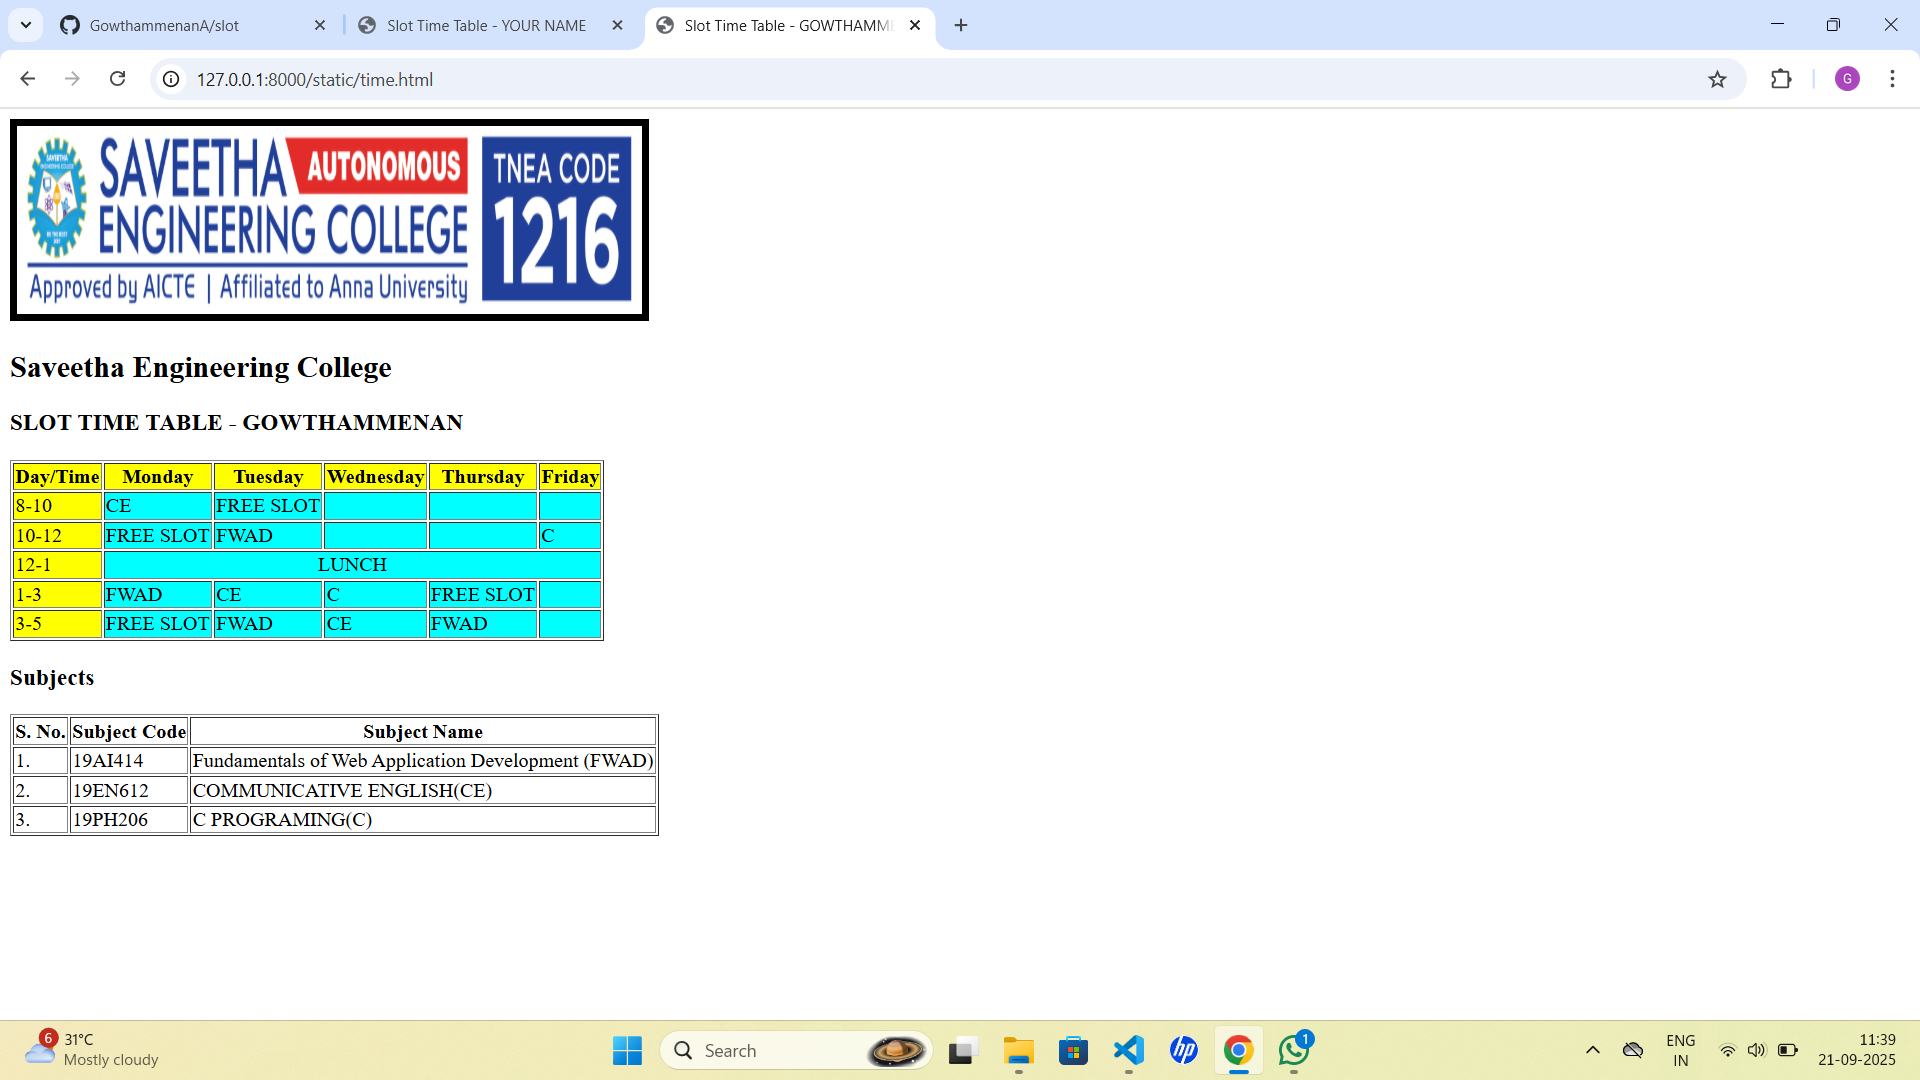 GowthammenanA/slot
Slot Time Table - YOUR NAME
Slot Time Table - GOWTHAMME
127.0.0.1:8000/static/time.html
G
SAVEETHA AUTONOMOUS
ENGINEERING COLLEGE
Approved by AICTE | Affiliated to Anna University
TNEA CODE
1216
Saveetha Engineering College
SLOT TIME TABLE - GOWTHAMMENAN
Day/Time Monday Tuesday Wednesday Thursday Friday
8-10 CE FREE SLOT
10-12 FREE SLOT FWAD C
12-1 LUNCH
1-3 FWAD CE C FREE SLOT
3-5 FREE SLOT FWAD CE FWAD
Subjects
S. No. Subject Code Subject Name
1. 19AI414 Fundamentals of Web Application Development (FWAD)
2. 19EN612 COMMUNICATIVE ENGLISH(CE)
3. 19PH206 C PROGRAMING(C)
6
31°C
Mostly cloudy
Search
hp
1
ENG
IN
11:39
21-09-2025